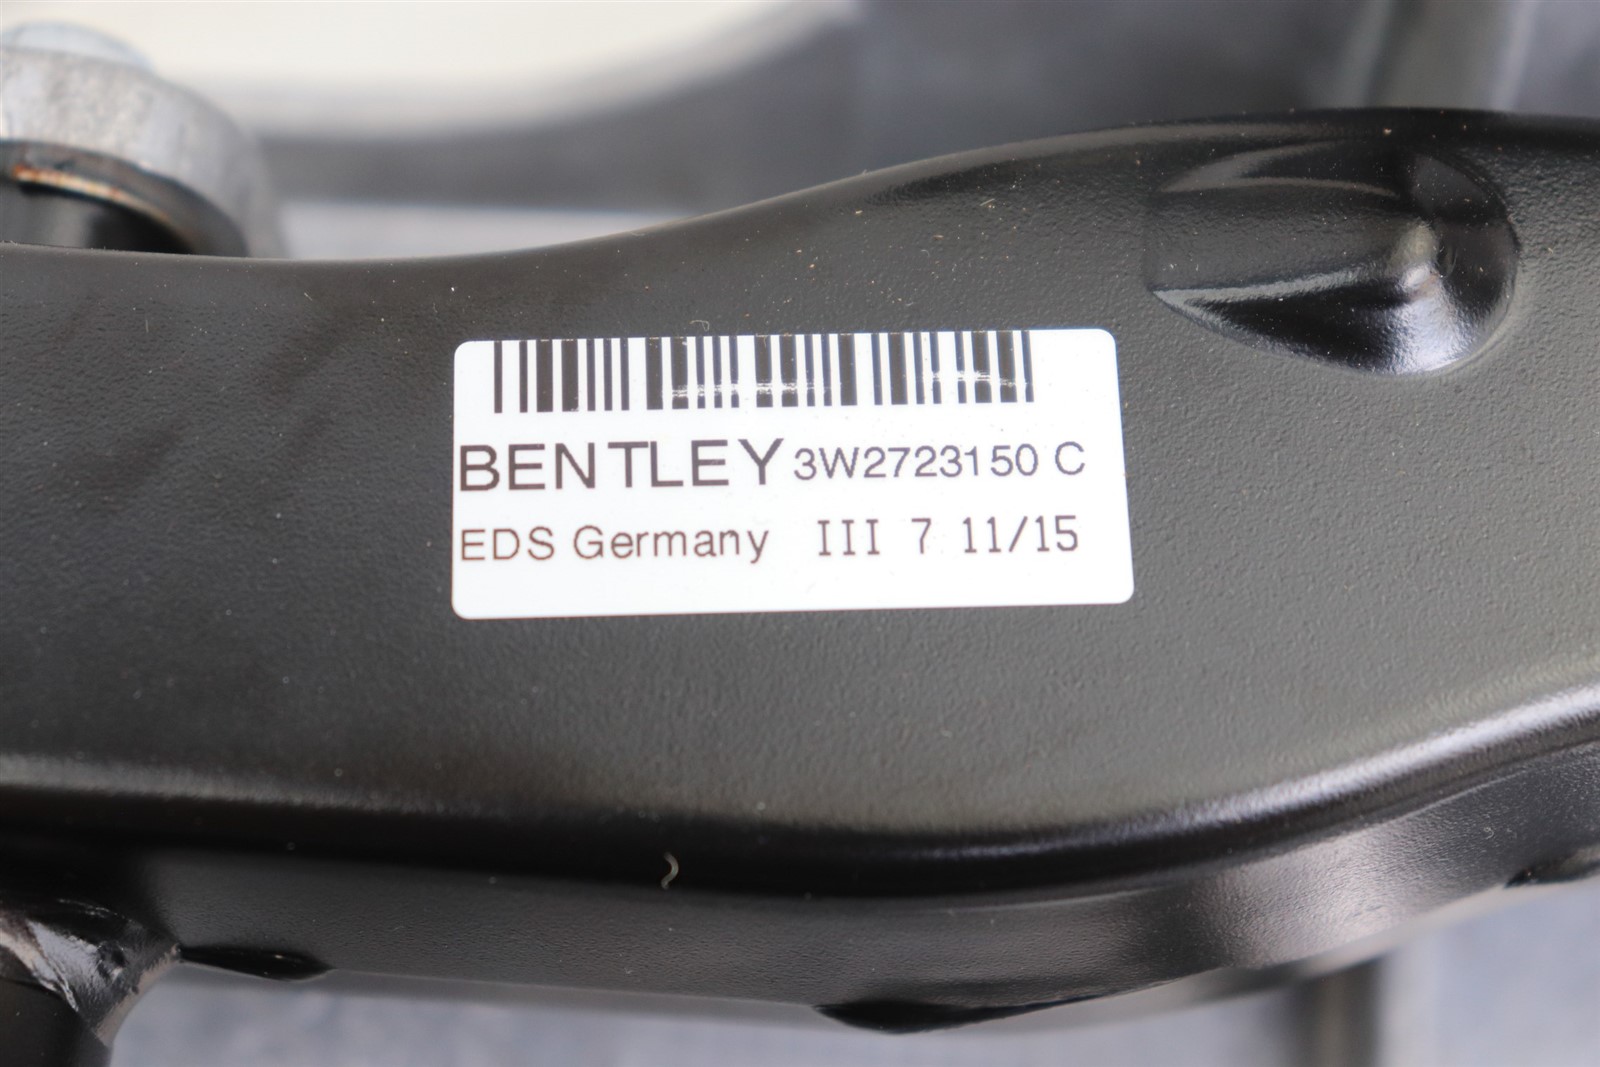 BENTLEY 3W2723150 C
EDS Germany III 7 11/15